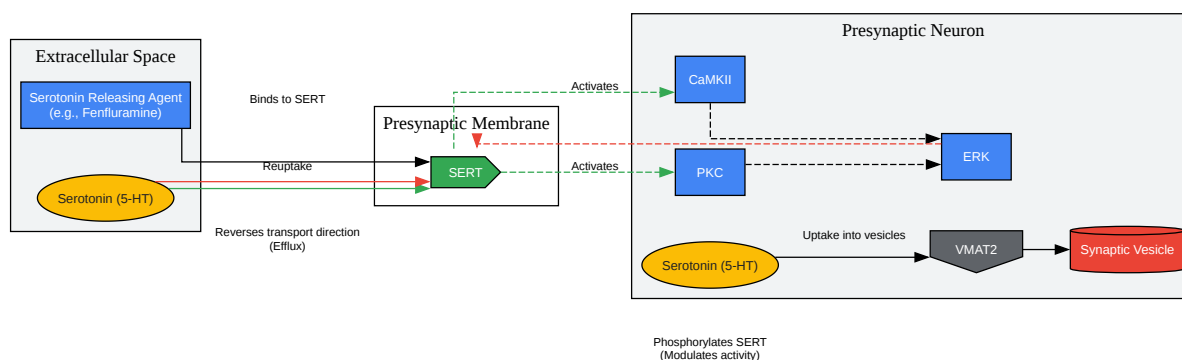 Presynaptic Neuron
Extracellular Space
Serotonin Releasing Agent
(e.g., Fenfluramine)
Binds to SERT
Activates
CaMKII
Presynaptic Membrane
Reuptake
SERT
Activates
PKC
ERK
Serotonin (5-HT)
Reverses transport direction
(Efflux)
Uptake into vesicles
Serotonin (5-HT)
VMAT2
Synaptic Vesicle
Phosphorylates SERT
(Modulates activity)